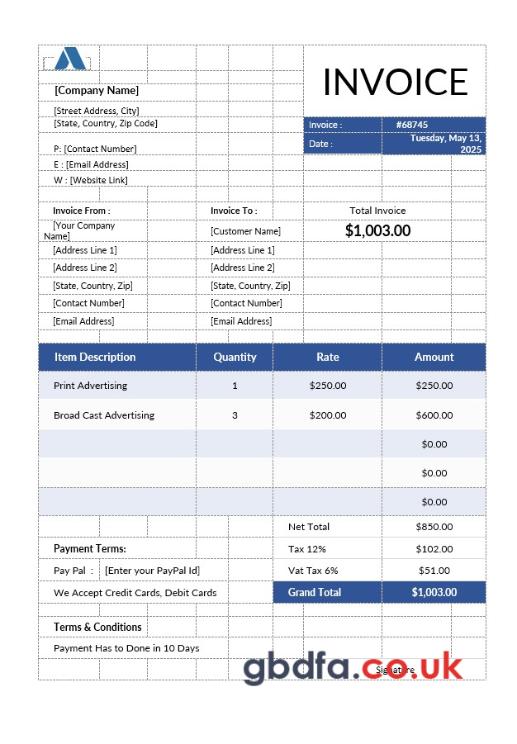 INVOICE
[Company Name]
[Street Address, City]
[State, Country, Zip Code]
Invoice : #68745
Date : Tuesday, May 13,
2025
P: [Contact Number]
E : [Email Address]
W : [Website Link]
Invoice From : Invoice To : Total Invoice
[Your Company
Name] [Customer Name] $1,003.00
[Address Line 1] [Address Line 1]
[Address Line 2] [Address Line 2]
[State, Country, Zip] [State, Country, Zip]
[Contact Number] [Contact Number]
[Email Address] [Email Address]
Item Description Quantity Rate Amount
Print Advertising 1 $250.00 $250.00
Broad Cast Advertising 3 $200.00 $600.00
$0.00
$0.00
$0.00
Net Total $850.00
Payment Terms: Tax 12% $102.00
Pay Pal : [Enter your PayPal Id] Vat Tax 6% $51.00
We Accept Credit Cards, Debit Cards Grand Total $1,003.00
Terms & Conditions
Payment Has to Done in 10 Days
Signature
gbdfa.co.uk